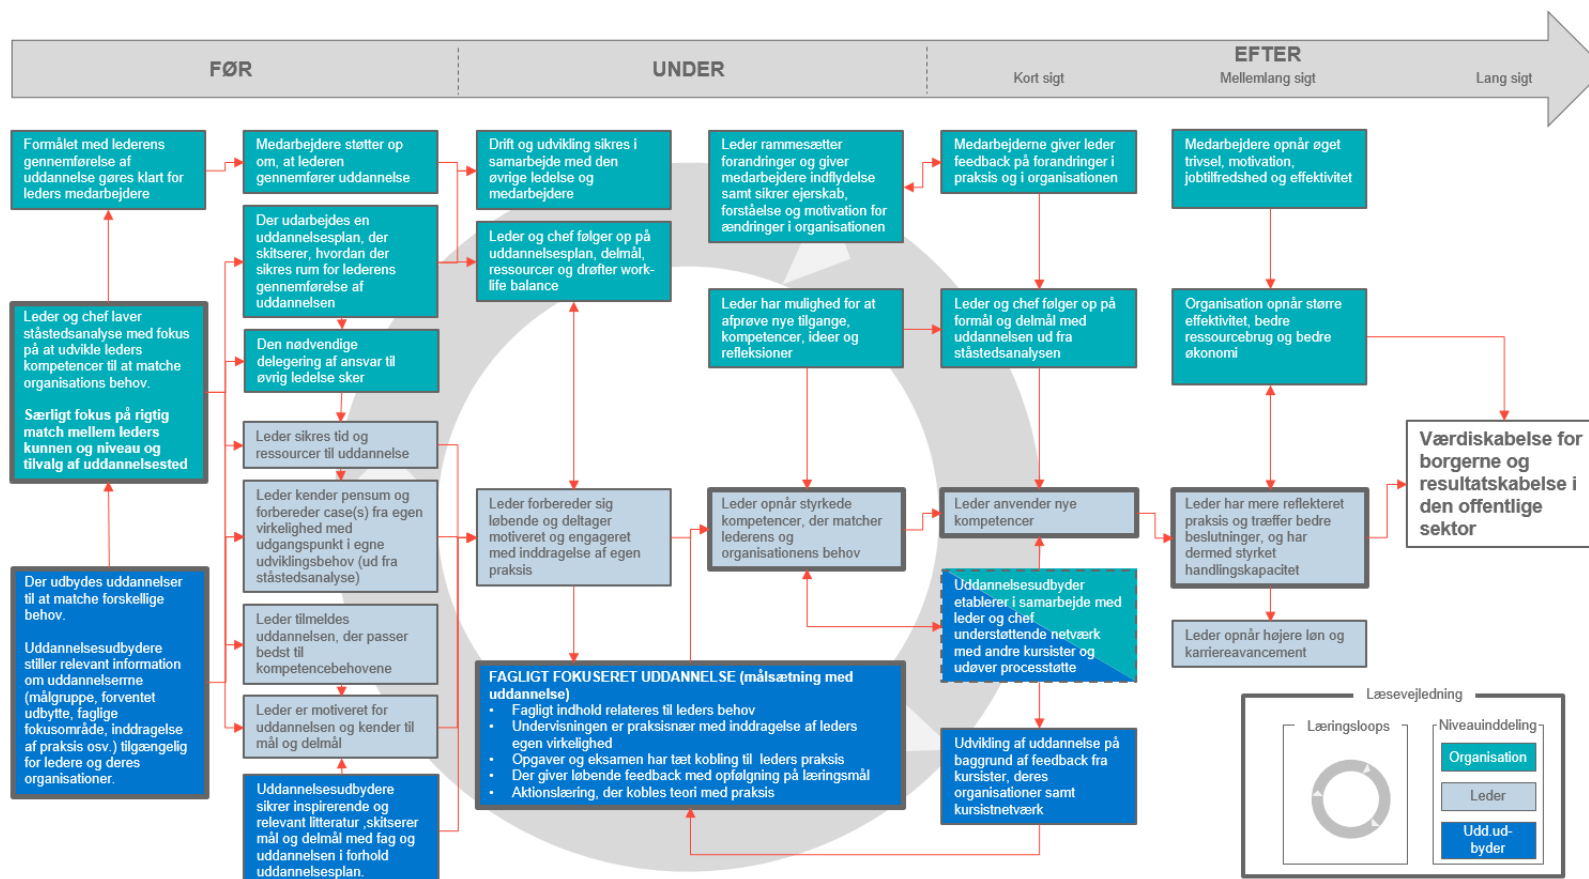 FØR
UNDER
EFTER
Kort sigt
Mellemlang sigt
Lang sigt
Formålet med lederens
gennemførelse af
uddannelse gøres klart for
leders medarbejdere
Leder og chef laver
ståstedsanalyse med fokus
på at udvikle leders
kompetencer til at matche
organisations behov.
Særligt fokus på rigtig
match mellem leders
kunnen og niveau og
tilvalg af uddannelsested
Der udbydes uddannelser
til at matche forskellige
behov.
Uddannelsesudbydere
stiller relevant information
om uddannelserne
(målgruppe, forventet
udbytte, faglige
fokusområde, inddragelse
af praksis osv.) tilgængelig
for ledere og deres
organisationer.
Medarbejdere støtter op
om, at lederen
gennemfører uddannelse
Der udarbejdes en
uddannelsesplan, der
skitserer, hvordan der
sikres rum for lederens
gennemførelse af
uddannelsen
Den nødvendige
delegering af ansvar til
øvrig ledelse sker
Leder sikres tid og
ressourcer til uddannelse
Leder kender pensum og
forbereder case(s) fra egen
virkelighed med
udgangspunkt i egne
udviklingsbehov (ud fra
ståstedsanalyse)
Leder tilmeldes
uddannelsen, der passer
bedst til
kompetencebehovene
Leder er motiveret for
uddannelsen og kender til
mål og delmål
Uddannelsesudbydere
sikrer inspirerende og
relevant litteratur ,skitserer
mål og delmål med fag og
uddannelsen i forhold
uddannelsesplan.
Drift og udvikling sikres i
samarbejde med den
øvrige ledelse og
medarbejdere
Leder og chef følger op på
uddannelsesplan, delmål,
ressourcer og drøfter work-
life balance
Leder forbereder sig
løbende og deltager
motiveret og engageret
med inddragelse af egen
praksis
FAGLIGT FOKUSERET UDDANNELSE (målsætning med
uddannelse)
• Fagligt indhold relateres til leders behov
• Undervisningen er praksisnær med inddragelse af leders
egen virkelighed
• Opgaver og eksamen har tæt kobling til leders praksis
• Der giver løbende feedback med opfølgning på læringsmål
• Aktionslæring, der kobles teori med praksis
Leder rammesætter
forandringer og giver
medarbejdere indflydelse
samt sikrer ejerskab,
forståelse og motivation for
ændringer i organisationen
Leder har mulighed for at
afprøve nye tilgange,
kompetencer, ideer og
refleksioner
Leder opnår styrkede
kompetencer, der matcher
lederens og
organisationens behov
Medarbejderne giver leder
feedback på forandringer i
praksis og i organisationen
Leder og chef følger op på
formål og delmål med
uddannelsen ud fra
ståstedsanalysen
Leder anvender nye
kompetencer
Uddannelsesudbyder
etablerer i samarbejde med
leder og chef
understøttende netværk
med andre kursister og
udøver processtøtte
Udvikling af uddannelse på
baggrund af feedback fra
kursister, deres
organisationer samt
kursistnetværk
Medarbejdere opnår øget
trivsel, motivation,
jobtilfredshed og effektivitet
Organisation opnår større
effektivitet, bedre
ressourcebrug og bedre
økonomi
Leder har mere reflekteret
praksis og træffer bedre
beslutninger, og har
dermed styrket
handlingskapacitet
Leder opnår højere løn og
karriereavancement
Værdiskabelse for
borgerne og
resultatskabelse i
den offentlige
sektor
Læsevejledning
Læringsloops
Niveauinddeling
Organisation
Leder
Udd.ud-
byder